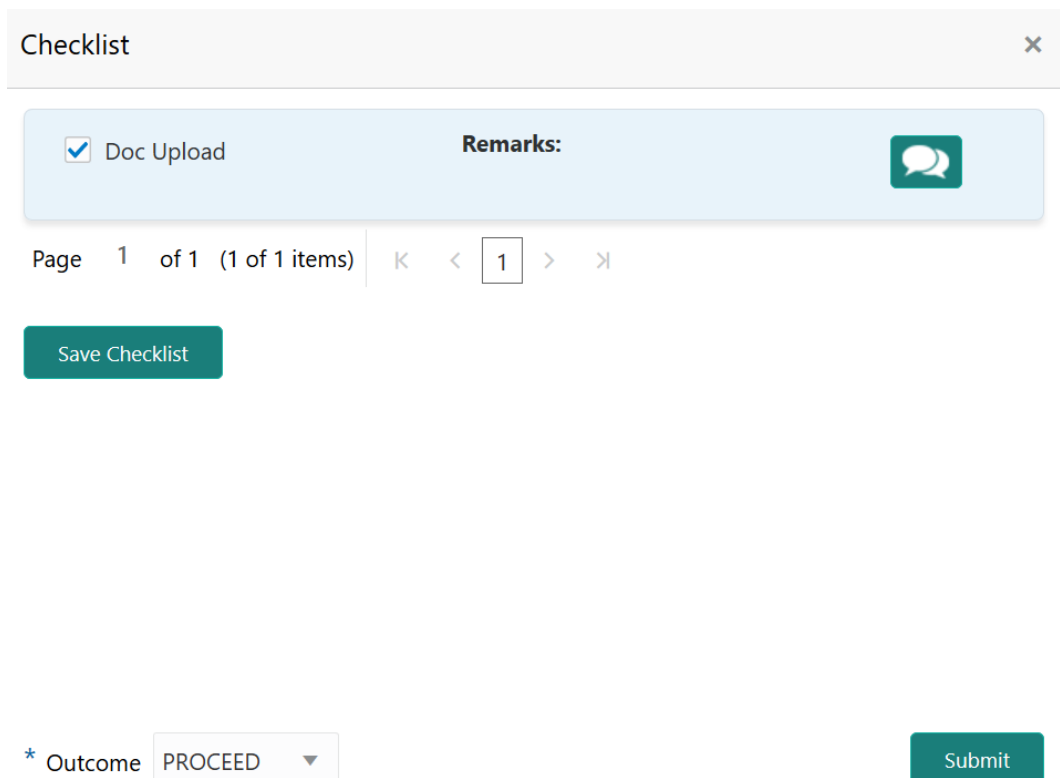 Checklist
Doc Upload Remarks:
Page 1 of 1 (1 of 1 items) 1
Save Checklist
* Outcome PROCEED Submit